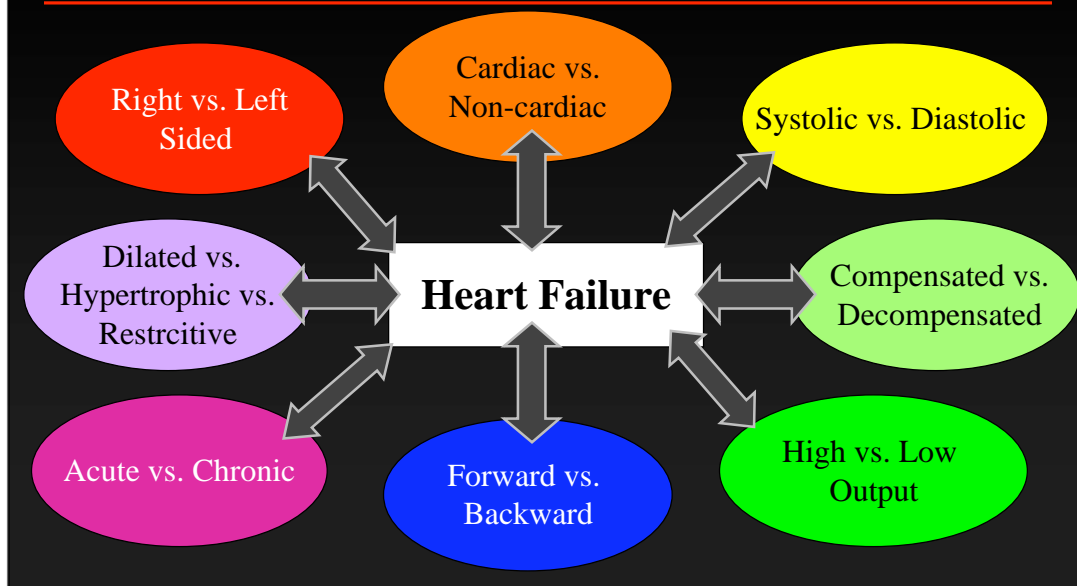 Right vs. Left
Sided
Cardiac vs.
Non-cardiac
Systolic vs. Diastolic
Dilated vs.
Hypertrophic vs.
Restrcitive
Heart Failure
Compensated vs.
Decompensated
Acute vs. Chronic
Forward vs.
Backward
High vs. Low
Output